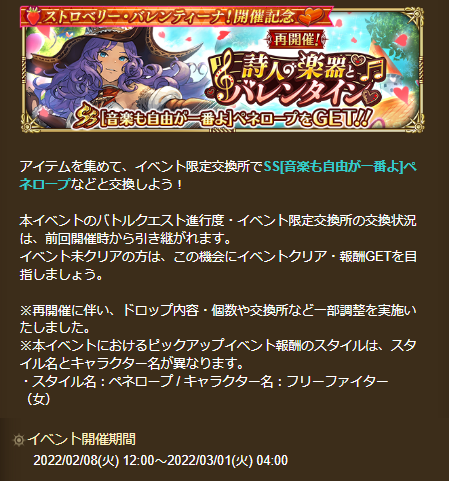 ストロベリー・バレンティーナ!開催記念
再開催!
詩人の楽器と
バレンタイン
SS[音楽も自由が一番よ]ペネロープをGET!!
アイテムを集めて、イベント限定交換所でSS[音楽も自由が一番よ]ペ
ネロープなどと交換しよう!
本イベントのバトルクエスト進行度・イベント限定交換所の交換状況
は、前回開催時から引き継がれます。
イベント未クリアの方は、この機会にイベントクリア・報酬GETを目
指しましょう。
※再開催に伴い、ドロップ内容・個数や交換所など一部調整を実施い
たしました。
※本イベントにおけるピックアップイベント報酬のスタイルは、スタ
イル名とキャラクター名が異なります。
・スタイル名:ペネロープ / キャラクター名:フリーファイター
(女)
イベント開催期間
2022/02/08(火) 12:00～2022/03/01(火) 04:00